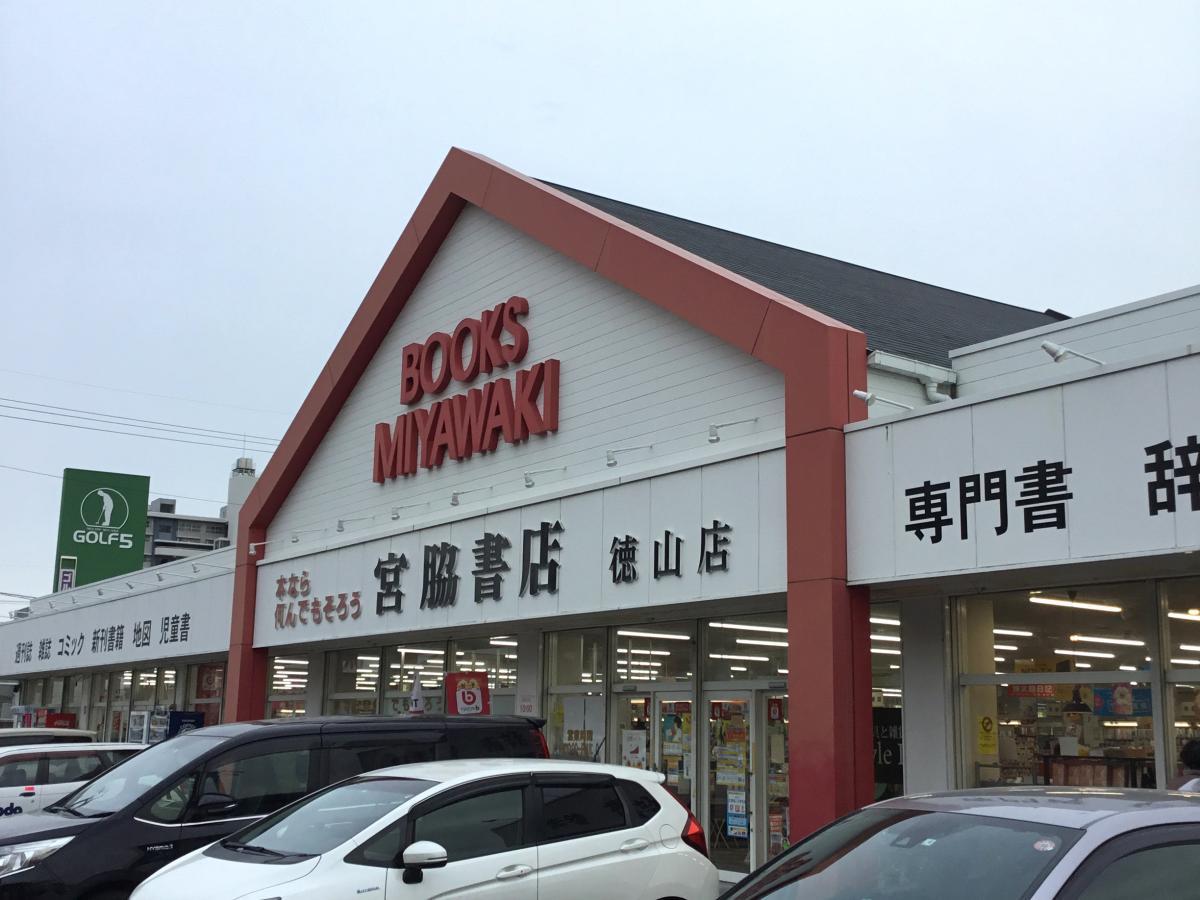 BOOKS
MIYAWAKI
本なら
何んでもそろう
宮脇書店 徳山店
専門書
週刊誌 雑誌 コミック 新刊書籍 地図 児童書
GOLF5